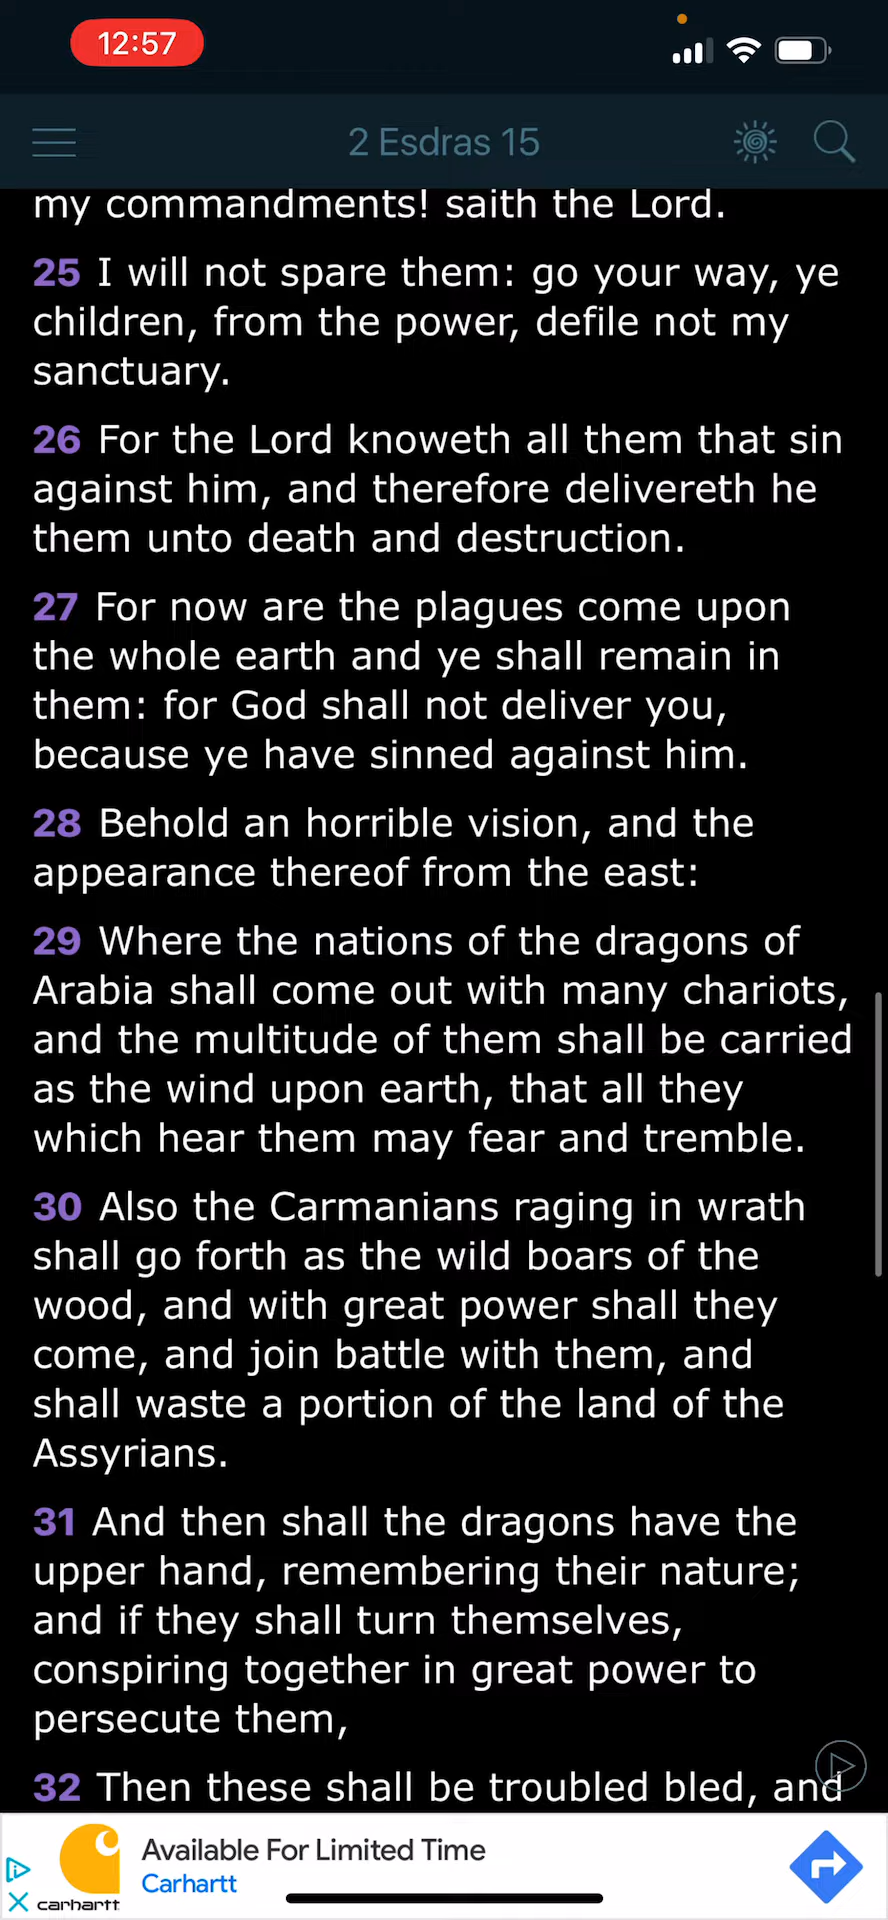 12:57
2 Esdras 15
my commandments! saith the Lord.
25 I will not spare them: go your way, ye
children, from the power, defile not my
sanctuary.
26 For the Lord knoweth all them that sin
against him, and therefore delivereth he
them unto death and destruction.
27 For now are the plagues come upon
the whole earth and ye shall remain in
them: for God shall not deliver you,
because ye have sinned against him.
28 Behold an horrible vision, and the
appearance thereof from the east:
29 Where the nations of the dragons of
Arabia shall come out with many chariots,
and the multitude of them shall be carried
as the wind upon earth, that all they
which hear them may fear and tremble.
30 Also the Carmanians raging in wrath
shall go forth as the wild boars of the
wood, and with great power shall they
come, and join battle with them, and
shall waste a portion of the land of the
Assyrians.
31 And then shall the dragons have the
upper hand, remembering their nature;
and if they shall turn themselves,
conspiring together in great power to
persecute them,
32 Then these shall be troubled bled, and
Available For Limited Time
Carhartt
carhartt